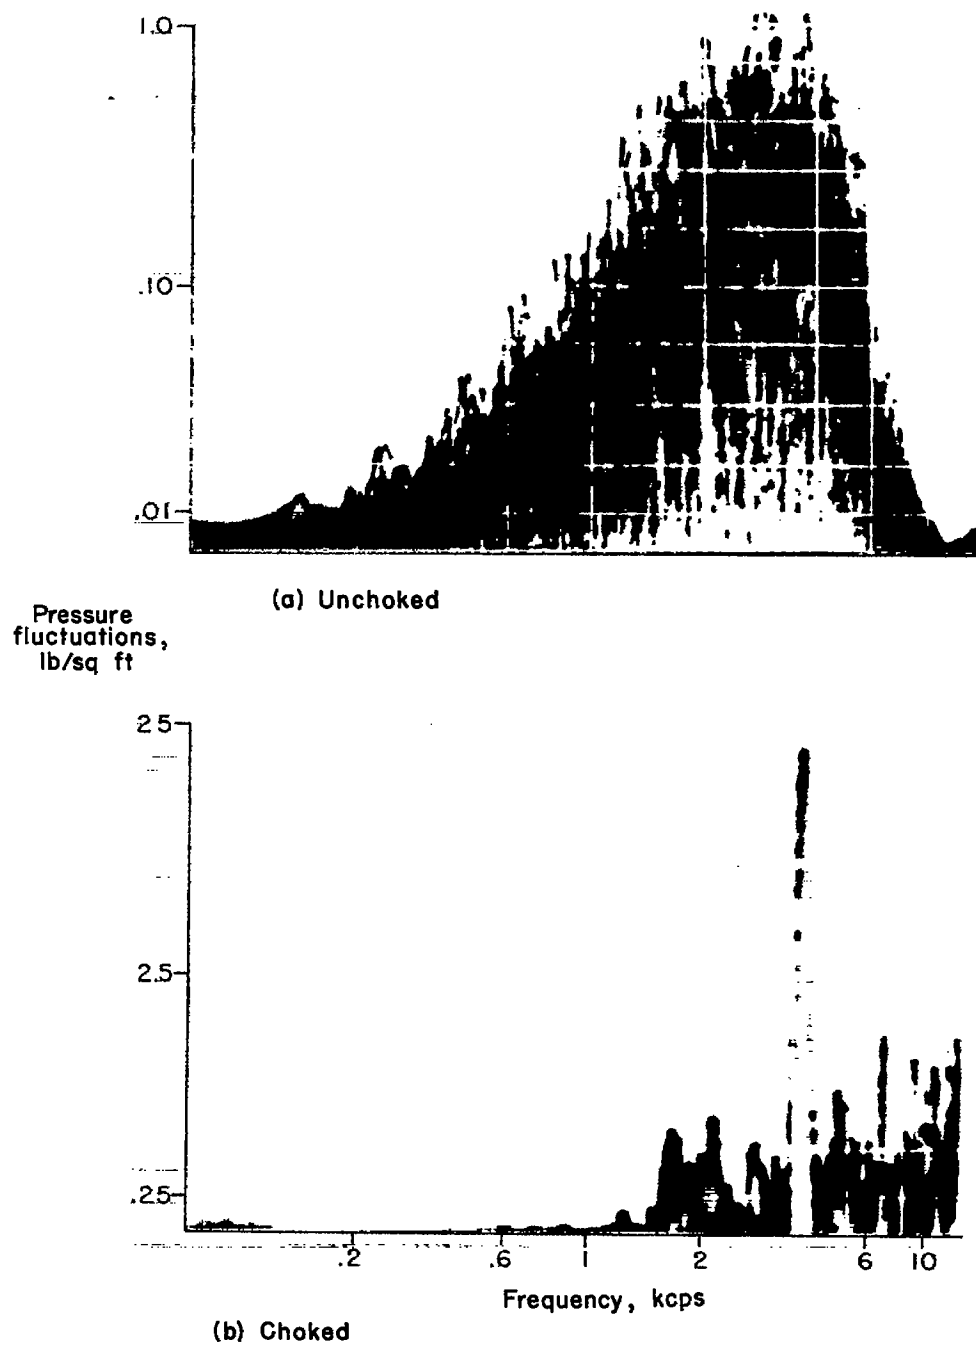 1.0
.10
.01
(a) Unchoked
Pressure
fluctuations,
lb/sq ft
25
2.5
.25
.2 .6 1 2 6 10
Frequency, kcps
(b) Choked